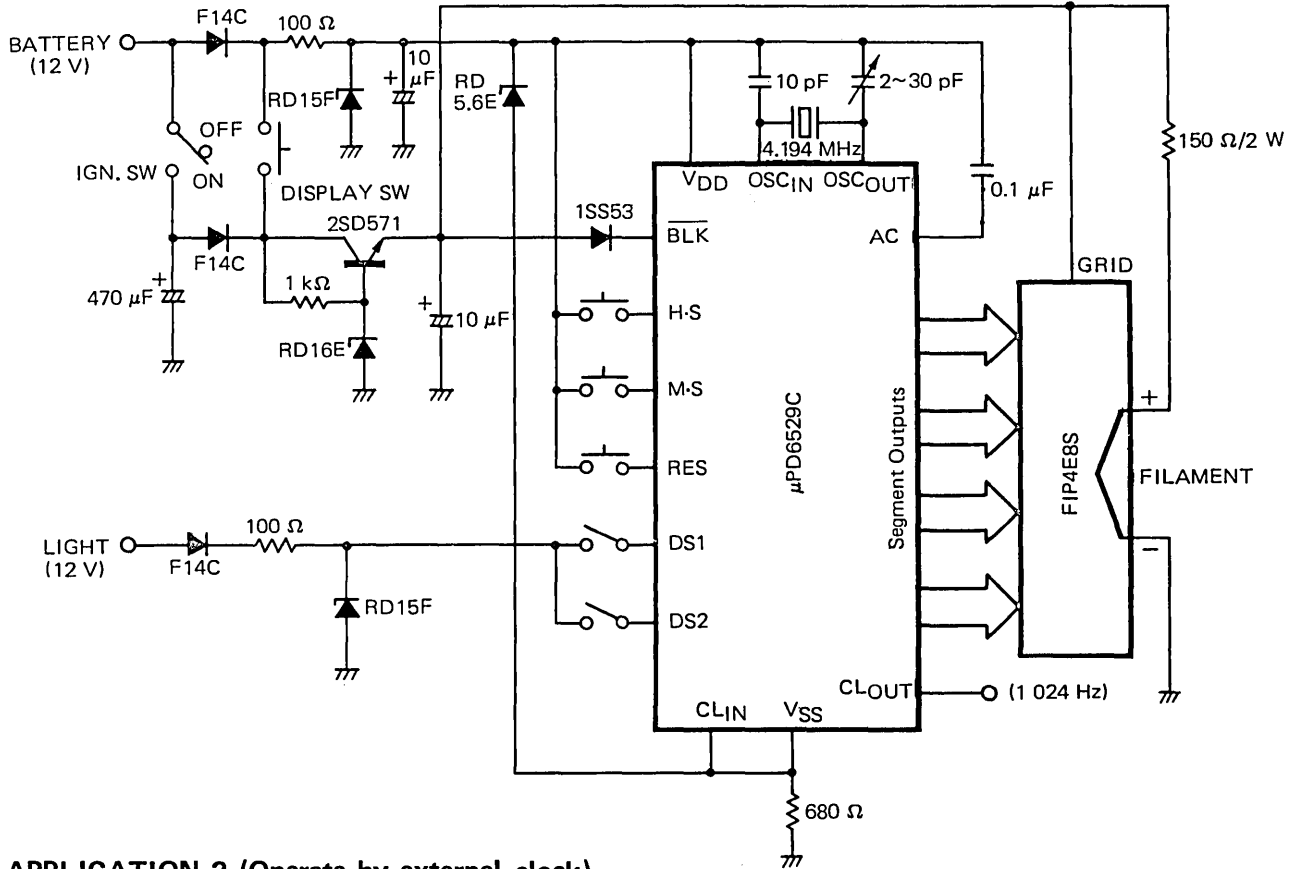 F14C
100 Ω
BATTERY
(12 V)
+
10
µF
RD15F
RD
5.6E
10 pF
2~30 pF
4.194 MHz
150 Ω/2 W
OFF
IGN. SW
ON
DISPLAY SW
2SD571
1SS53
VDD
OSCIN
OSCOUT
0.1 µF
BLK
AC
F14C
+
470 µF
1 kΩ
RD16E
+
10 µF
GRID
H·S
M·S
RES
µPD6529C
Segment Outputs
FIP4E8S
+
FILAMENT
−
LIGHT
(12 V)
F14C
100 Ω
RD15F
DS1
DS2
CLOUT
(1 024 Hz)
CLIN
VSS
680 Ω
APPLICATION 2 (Operate by external clock)